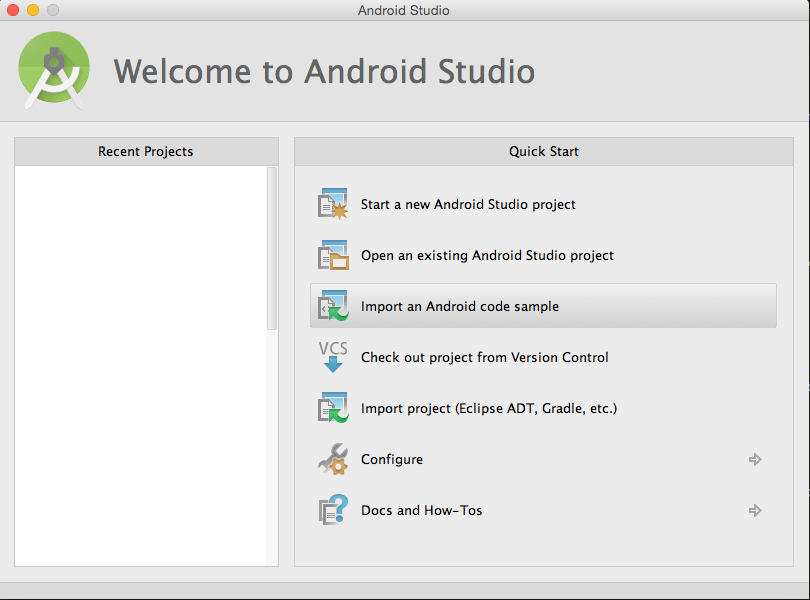 Android Studio
Welcome to Android Studio
Recent Projects
Quick Start
Start a new Android Studio project
Open an existing Android Studio project
Import an Android code sample
VCS
Check out project from Version Control
Import project (Eclipse ADT, Gradle, etc.)
Configure
Docs and How-Tos